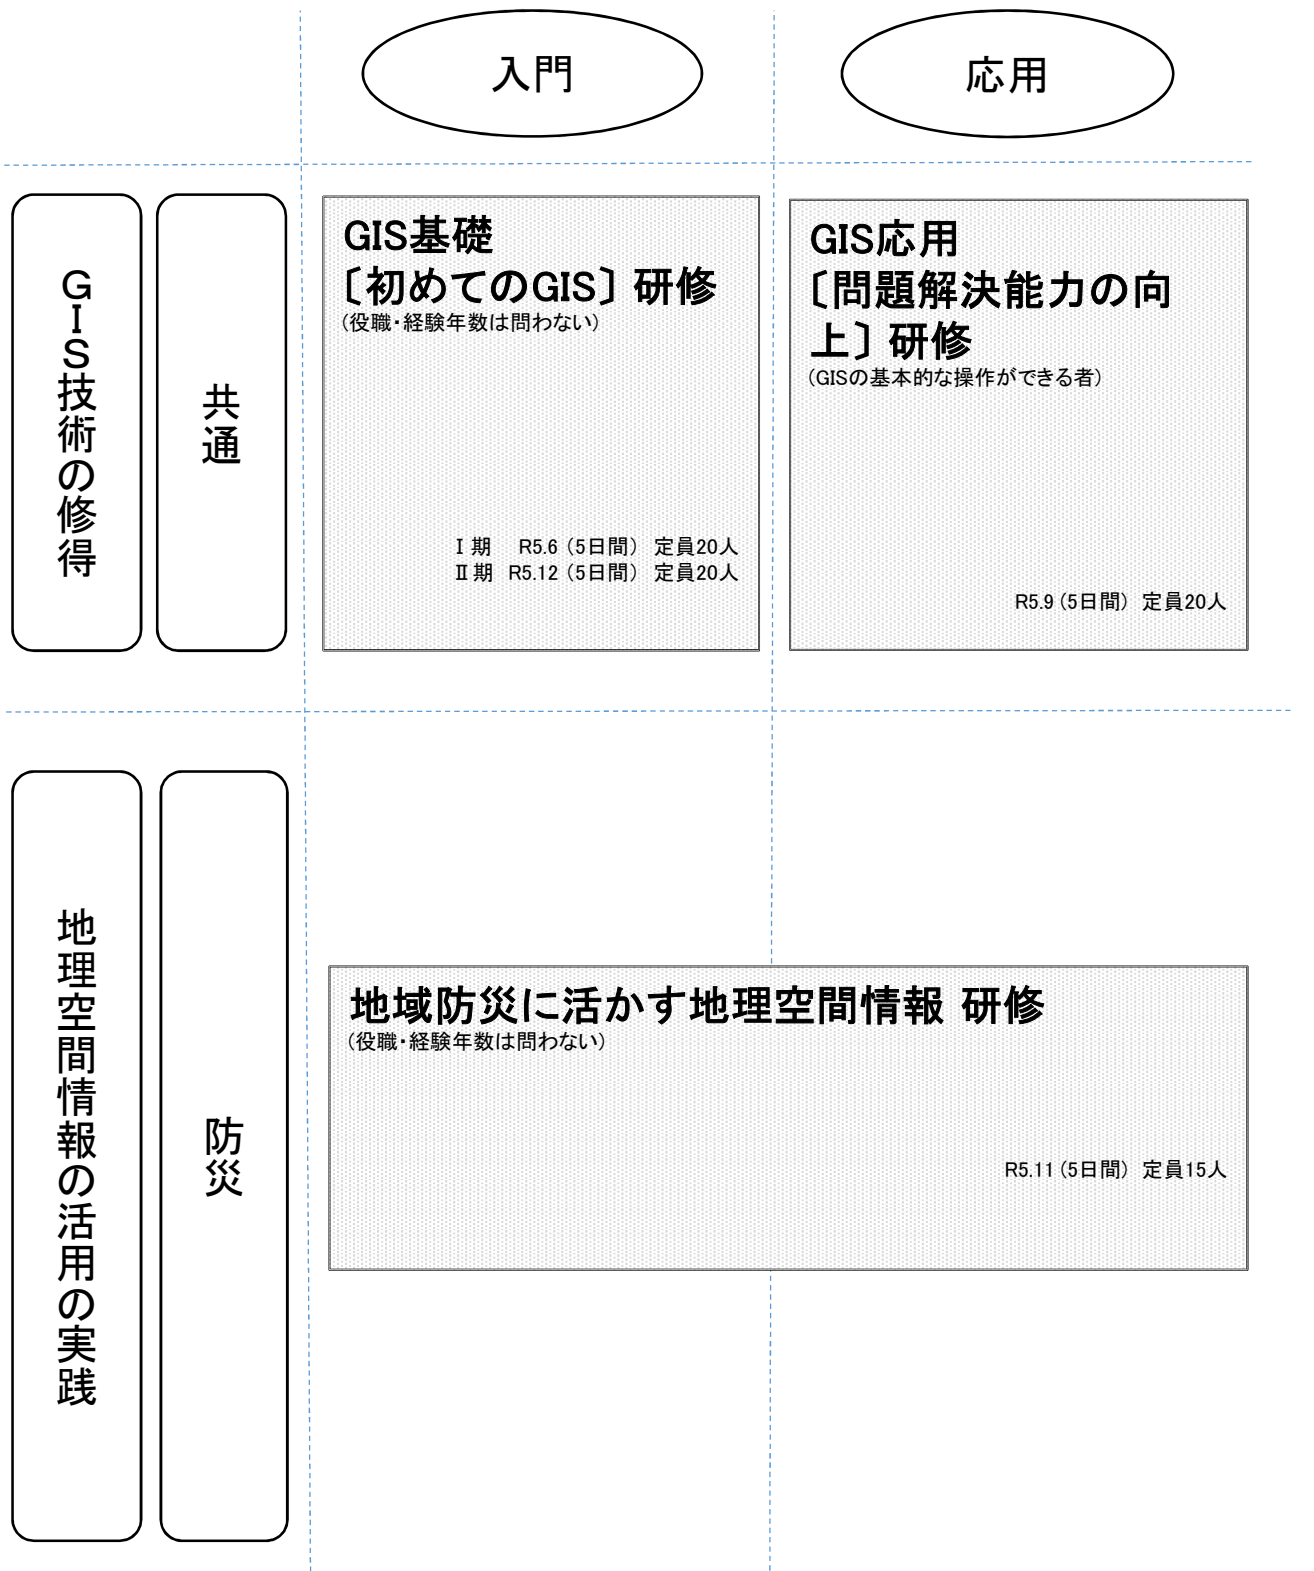 入門
応用
GIS技術の修得
共通
GIS基礎
〔初めてのGIS〕研修
(役職・経験年数は問わない)
Ⅰ期 R5.6 (5日間) 定員20人
Ⅱ期 R5.12 (5日間) 定員20人
GIS応用
〔問題解決能力の向
上〕研修
(GISの基本的な操作ができる者)
R5.9 (5日間) 定員20人
地理空間情報の活用の実践
防災
地域防災に活かす地理空間情報 研修
(役職・経験年数は問わない)
R5.11 (5日間) 定員15人